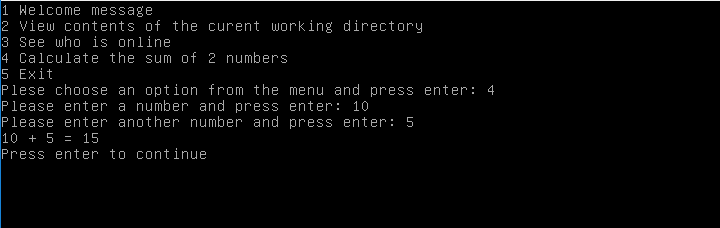 1 Welcome message
2 View contents of the curent working directory
3 See who is online
4 Calculate the sum of 2 numbers
5 Exit
Plese choose an option from the menu and press enter: 4
Please enter a number and press enter: 10
Please enter another number and press enter: 5
10 + 5 = 15
Press enter to continue